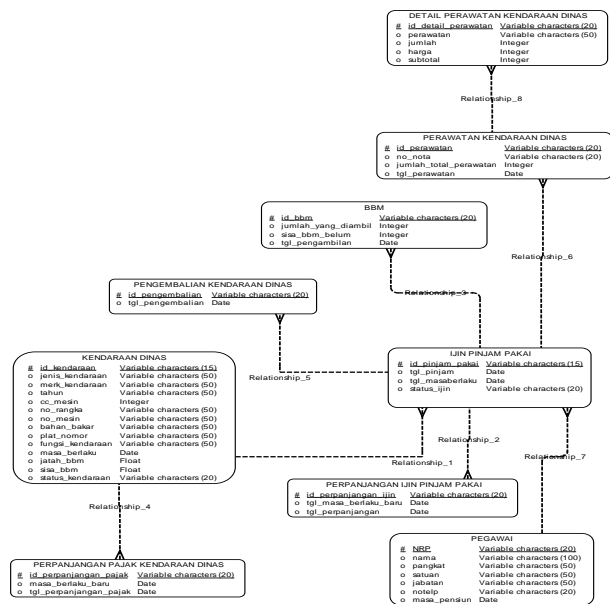 DETAIL PERAWATAN KENDARAAN DINAS
# id_detail_perawatan Variable characters (20)
o perawatan Variable characters (50)
o jumlah Integer
o harga Integer
o subtotal Integer
Relationship_8
PERAWATAN KENDARAAN DINAS
# id_perawatan Variable characters (20)
o no_nota Variable characters (20)
o jumlah_total_perawatan Integer
o tgl_perawatan Date
Relationship_6
BBM
# id_bbm Variable characters (20)
o jumlah_yang_diambil Integer
o sisa_bbm_belum Integer
o tgl_pengambilan Date
Relationship_3
PENGEMBALIAN KENDARAAN DINAS
# id_pengembalian Variable characters (20)
o tgl_pengembalian Date
Relationship_5
KENDARAAN DINAS
# id_kendaraan Variable characters (15)
o jenis_kendaraan Variable characters (50)
o merk_kendaraan Variable characters (50)
o tahun Variable characters (50)
o cc_mesin Integer
o no_rangka Variable characters (50)
o no_mesin Variable characters (50)
o bahan_bakar Variable characters (50)
o plat_nomor Variable characters (50)
o fungsi_kendaraan Variable characters (50)
o masa_berlaku Date
o jatah_bbm Float
o sisa_bbm Float
o status_kendaraan Variable characters (20)
IJIN PINJAM PAKAI
# id_pinjam_pakai Variable characters (15)
o tgl_pinjam Date
o tgl_masaberlaku Date
o status_ijin Variable characters (20)
Relationship_2
Relationship_7
Relationship_1
PERPANJANGAN IJIN PINJAM PAKAI
# id_perpanjangan_ijin Variable characters (20)
o tgl_masa_berlaku_baru Date
o tgl_perpanjangan Date
Relationship_4
PERPANJANGAN PAJAK KENDARAAN DINAS
# id_perpanjangan_pajak Variable characters (20)
o masa_berlaku_baru Date
o tgl_perpanjangan_pajak Date
PEGAWAI
# NRP Variable characters (20)
o nama Variable characters (100)
o pangkat Variable characters (50)
o satuan Variable characters (50)
o jabatan Variable characters (50)
o notelp Variable characters (20)
o masa_pensiun Date